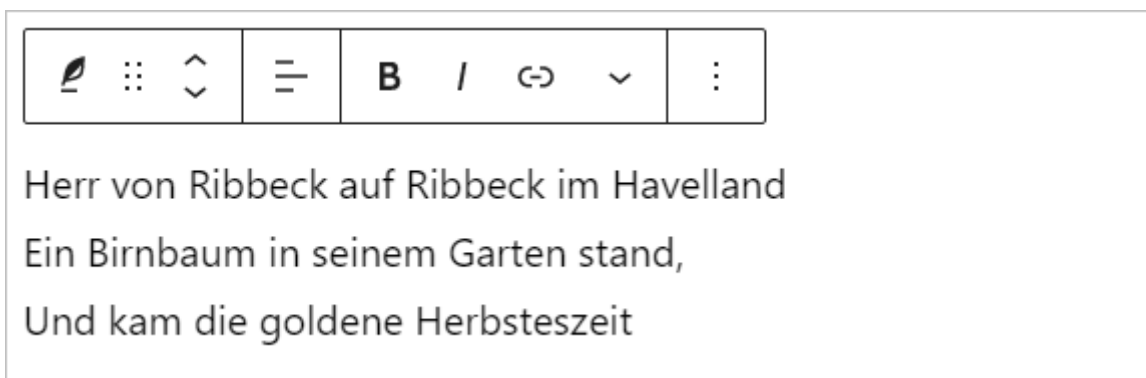 B I
Herr von Ribbeck auf Ribbeck im Havelland
Ein Birnbaum in seinem Garten stand,
Und kam die goldene Herbsteszeit